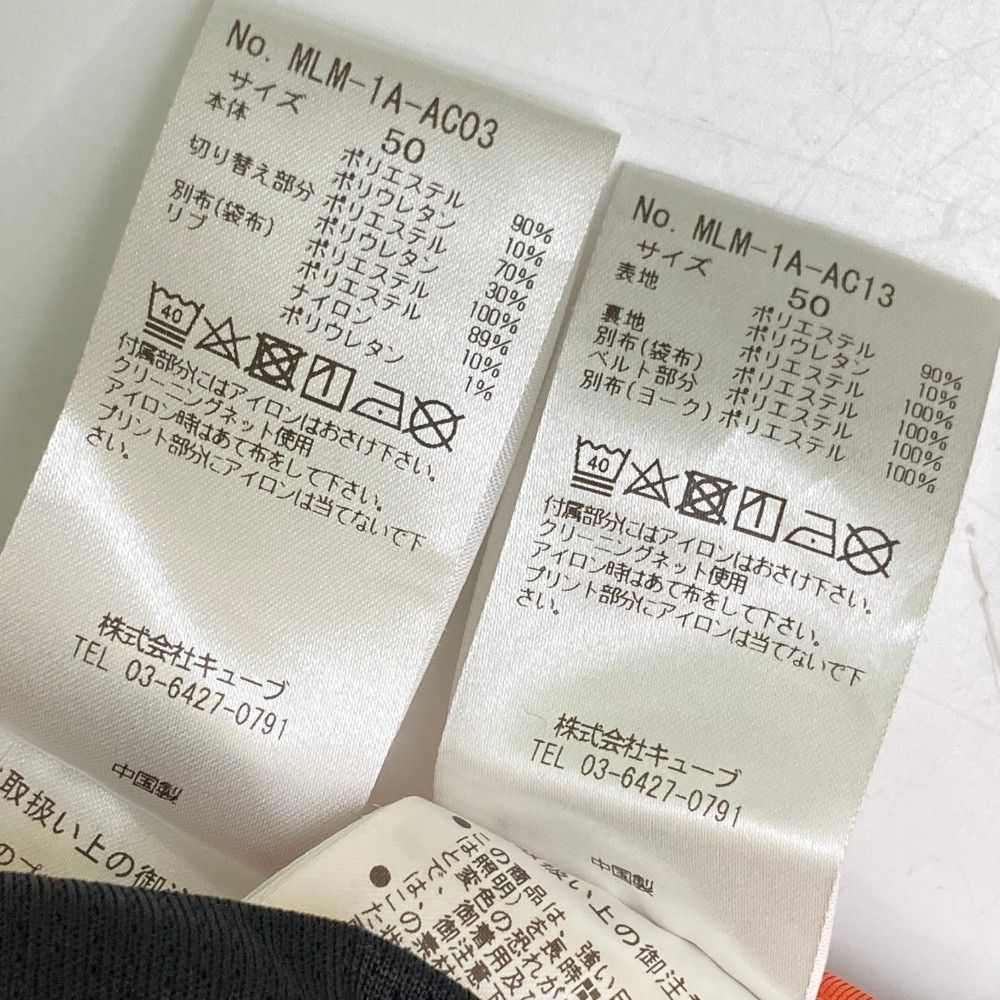 No. MLM-1A-AC03
サイズ 50
本体 ポリエステル 90%
ポリウレタン 10%
切り替え部分 ポリエステル 70%
ポリウレタン 30%
別布(袋布) ポリエステル 100%
リブ ポリエステル 89%
ナイロン 10%
ポリウレタン 1%
40
付属部分にはアイロンはおさけ下さい。
クリーニングネット使用
アイロン時はあて布をして下さい。
プリント部分にアイロンは当てないで下
さい。
株式会社キューブ
TEL 03-6427-0791
中国製
取扱い上の御注
No. MLM-1A-AC13
サイズ 50
表地 ポリエステル 90%
ポリウレタン 10%
裏地 ポリエステル 100%
別布(袋布) ポリエステル 100%
ベルト部分 ポリエステル 100%
別布(ヨーク) ポリエステル 100%
40
付属部分にはアイロンはおさけ下さい。
クリーニングネット使用
アイロン時はあて布をして下さい。
プリント部分にアイロンは当てないで下
さい。
株式会社キューブ
TEL 03-6427-0791
中国製
扱い上の御注